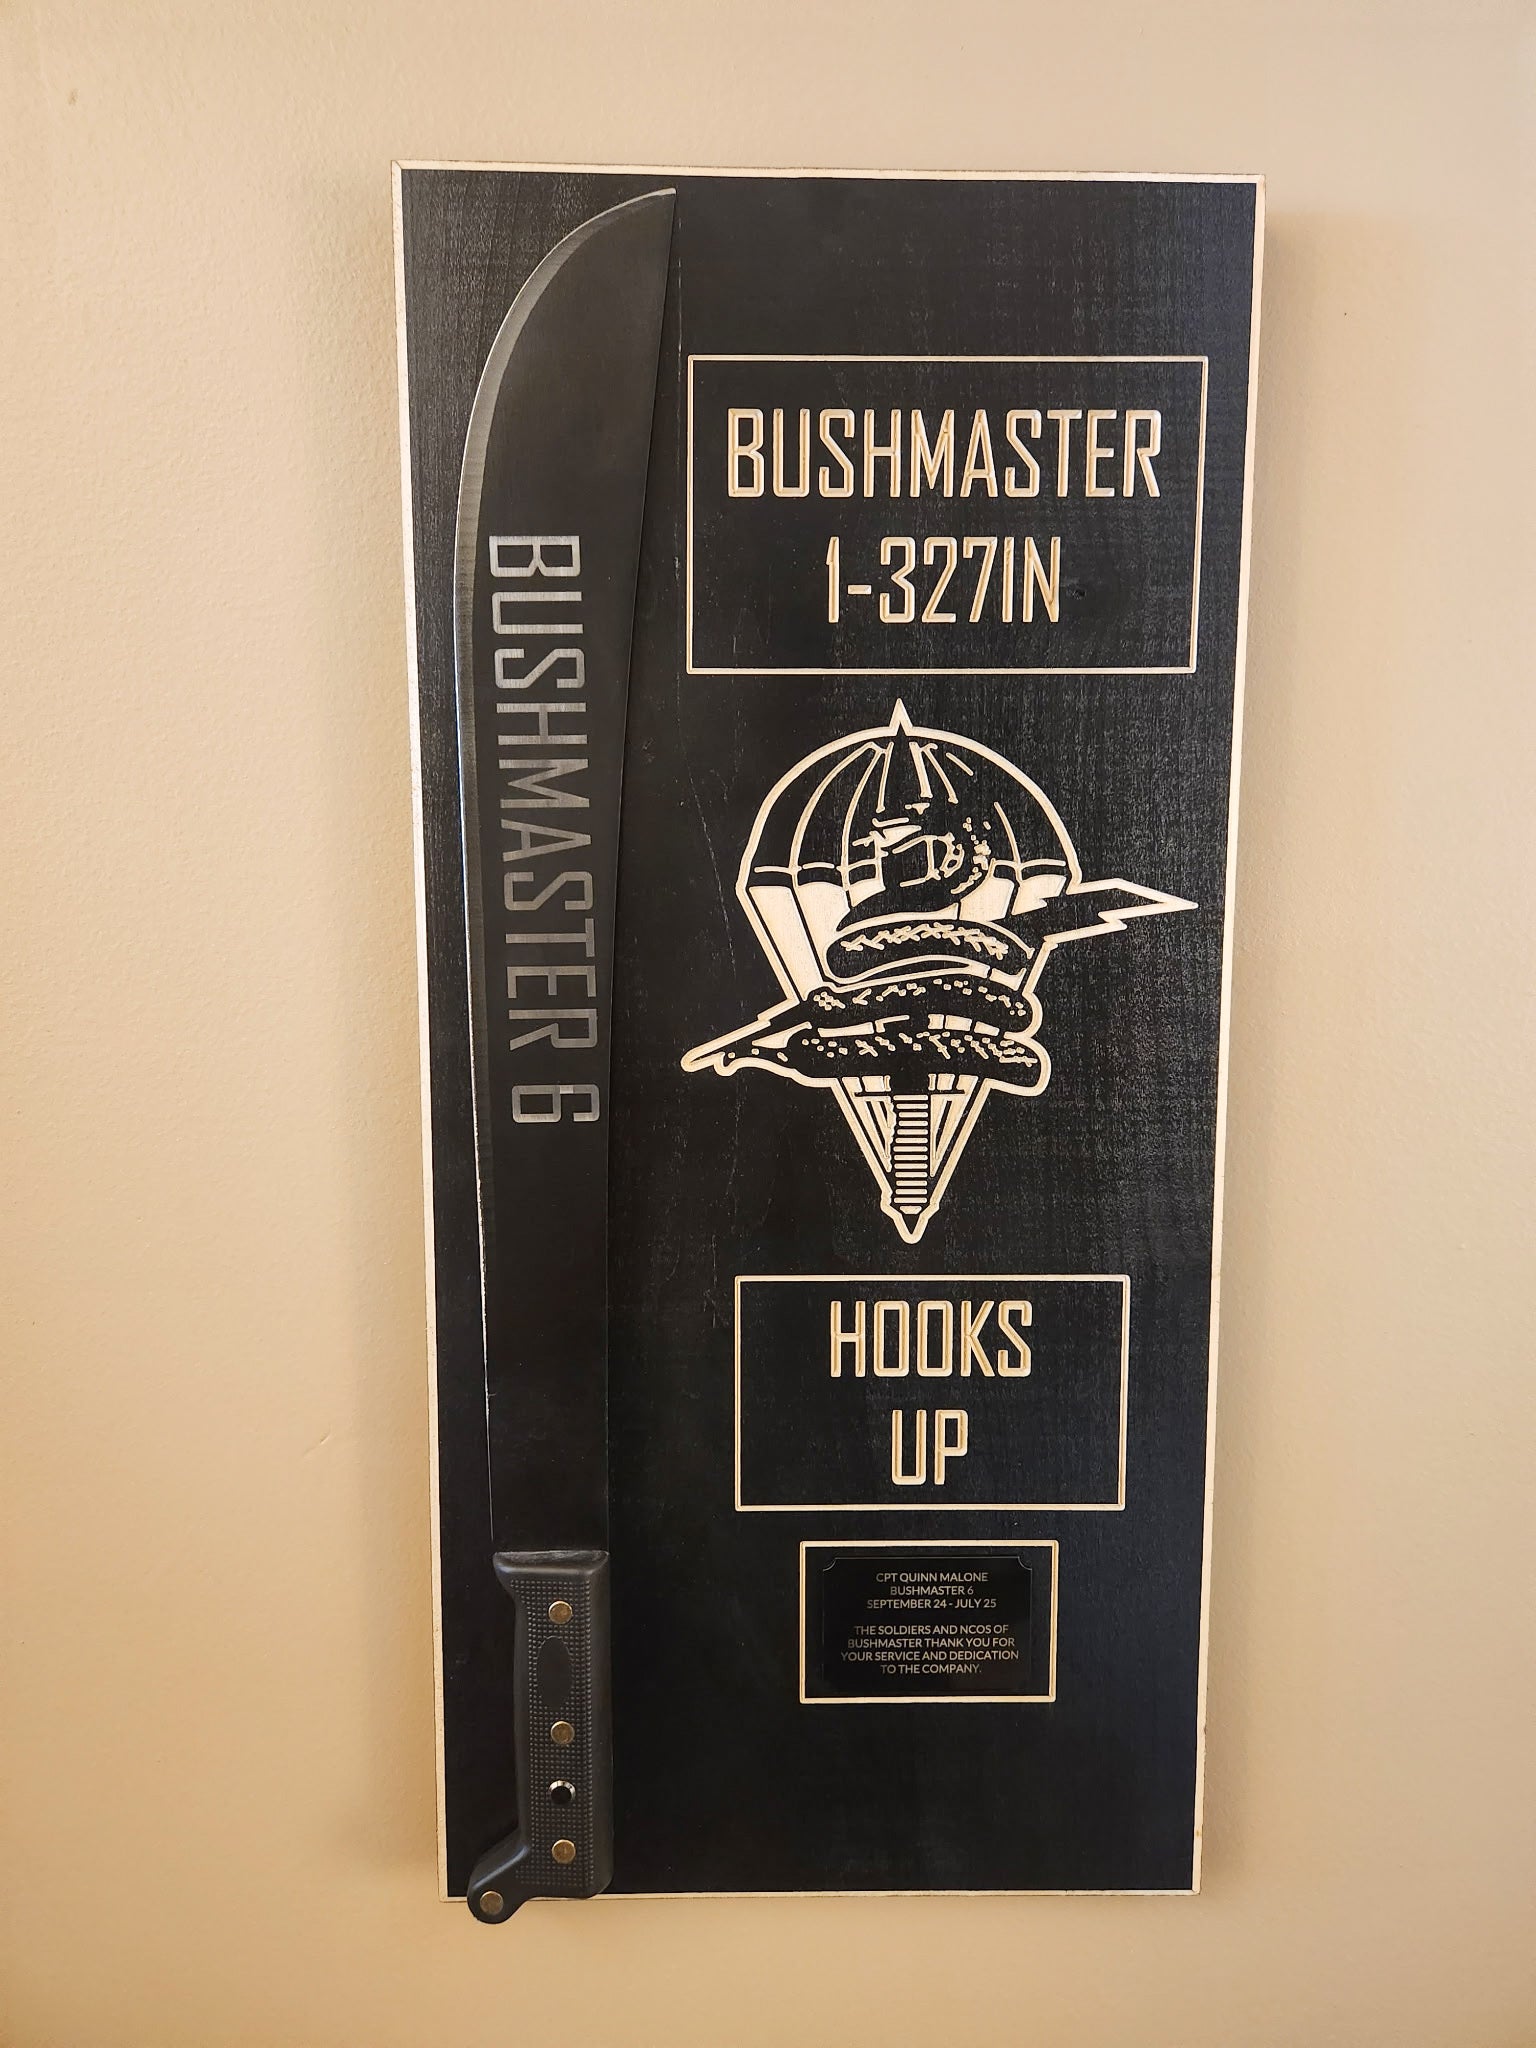 BUSHMASTER 6
BUSHMASTER
1-327IN
HOOKS
UP
CPT QUINN MALONE
BUSHMASTER 6
SEPTEMBER 24 - JULY 25
THE SOLDIERS AND NCOS OF
BUSHMASTER THANK YOU FOR
YOUR SERVICE AND DEDICATION
TO THE COMPANY.